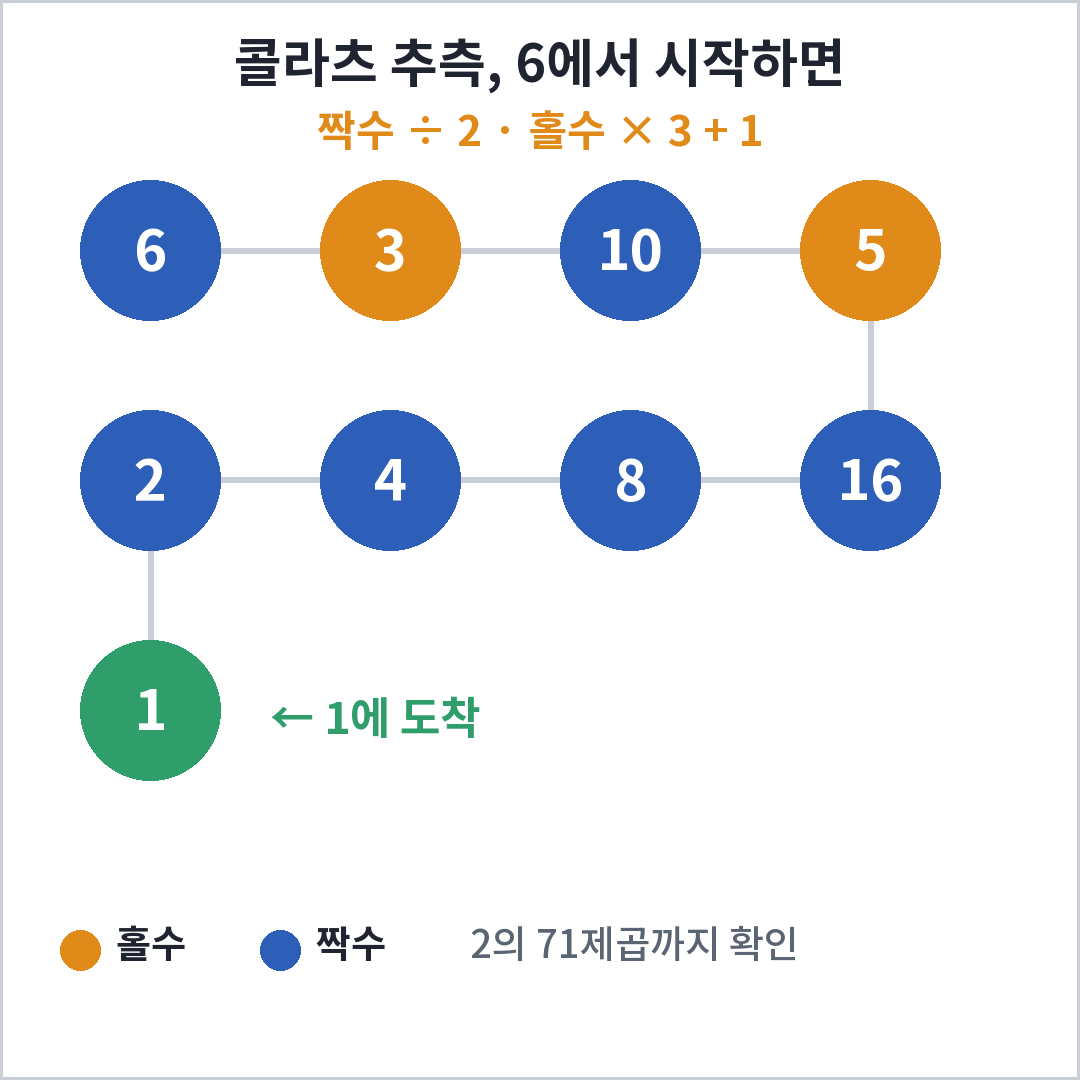 콜라츠 추측, 6에서 시작하면
짝수 ÷ 2 · 홀수 × 3 + 1
6 3 10 5
2 4 8 16
1 ← 1에 도착
홀수 짝수 2의 71제곱까지 확인